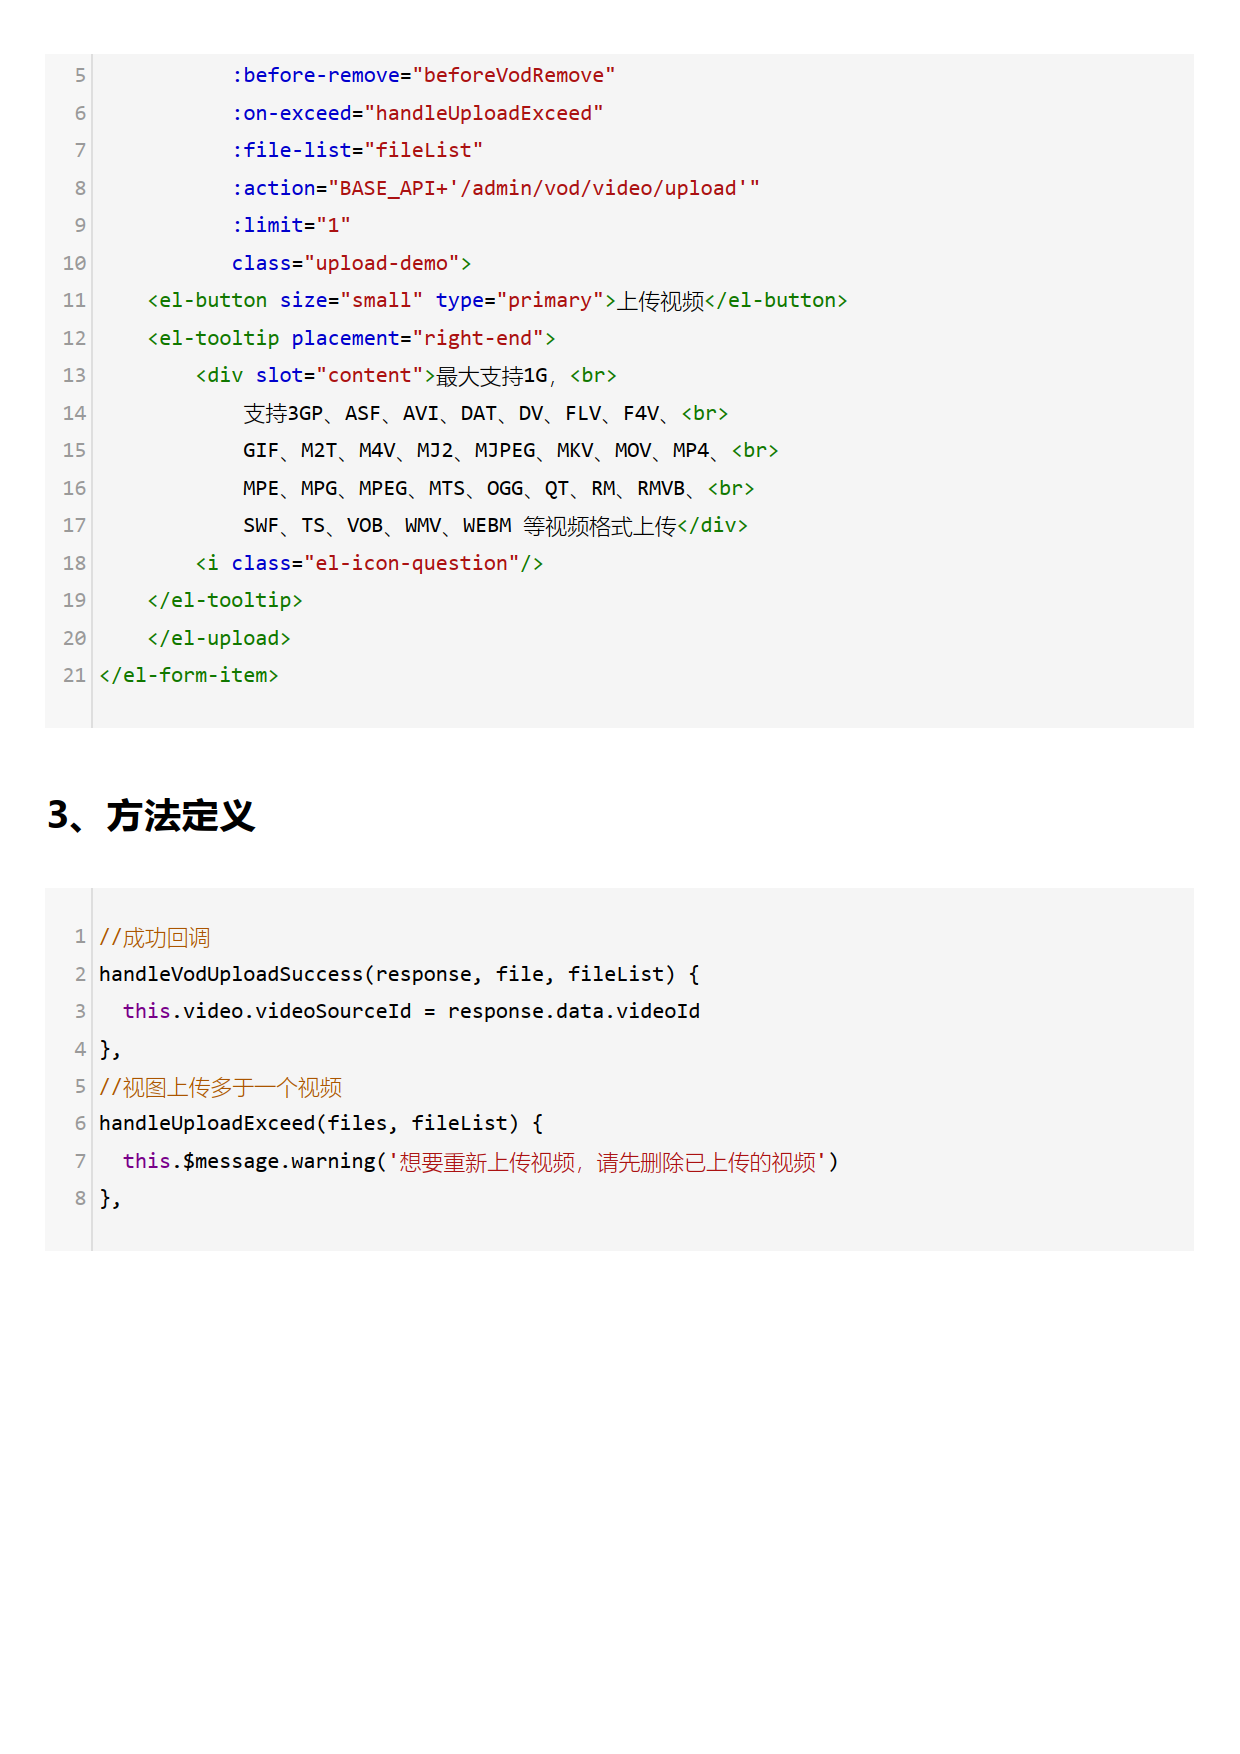 5 :before-remove="beforeVodRemove"
6 :on-exceed="handleUploadExceed"
7 :file-list="fileList"
8 :action="BASE_API+'/admin/vod/video/upload'"
9 :limit="1"
10 class="upload-demo">
11 <el-button size="small" type="primary">上传视频</el-button>
12 <el-tooltip placement="right-end">
13 <div slot="content">最大支持1G，<br>
14 支持3GP、ASF、AVI、DAT、DV、FLV、F4V、<br>
15 GIF、M2T、M4V、MJ2、MJPEG、MKV、MOV、MP4、<br>
16 MPE、MPG、MPEG、MTS、OGG、QT、RM、RMVB、<br>
17 SWF、TS、VOB、WMV、WEBM 等视频格式上传</div>
18 <i class="el-icon-question"/>
19 </el-tooltip>
20 </el-upload>
21 </el-form-item>
3、方法定义
1 //成功回调
2 handleVodUploadSuccess(response, file, fileList) {
3 this.video.videoSourceId = response.data.videoId
4 },
5 //视图上传多于一个视频
6 handleUploadExceed(files, fileList) {
7 this.$message.warning('想要重新上传视频，请先删除已上传的视频')
8 },